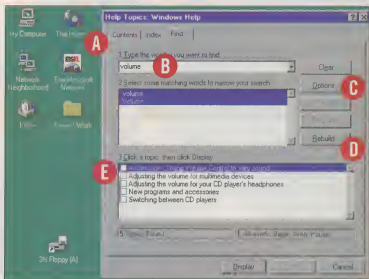 Help Topics: Windows Help
My Computer
A
Contents Index Find
1 Type the word(s) you want to find
volume
B
Clear
2 Select some matching words to narrow your search
Options
C
volume
Volume
Network Neighborhood
The Microsoft Network
Rebuild
D
3 Click a topic, then click Display
E
Adjusting the volume for multimedia devices
Adjusting the volume for your CD player's headphones
New programs and accessories
Switching between CD players
5 Topics Found
3½ Floppy (A:)
Display
Cancel